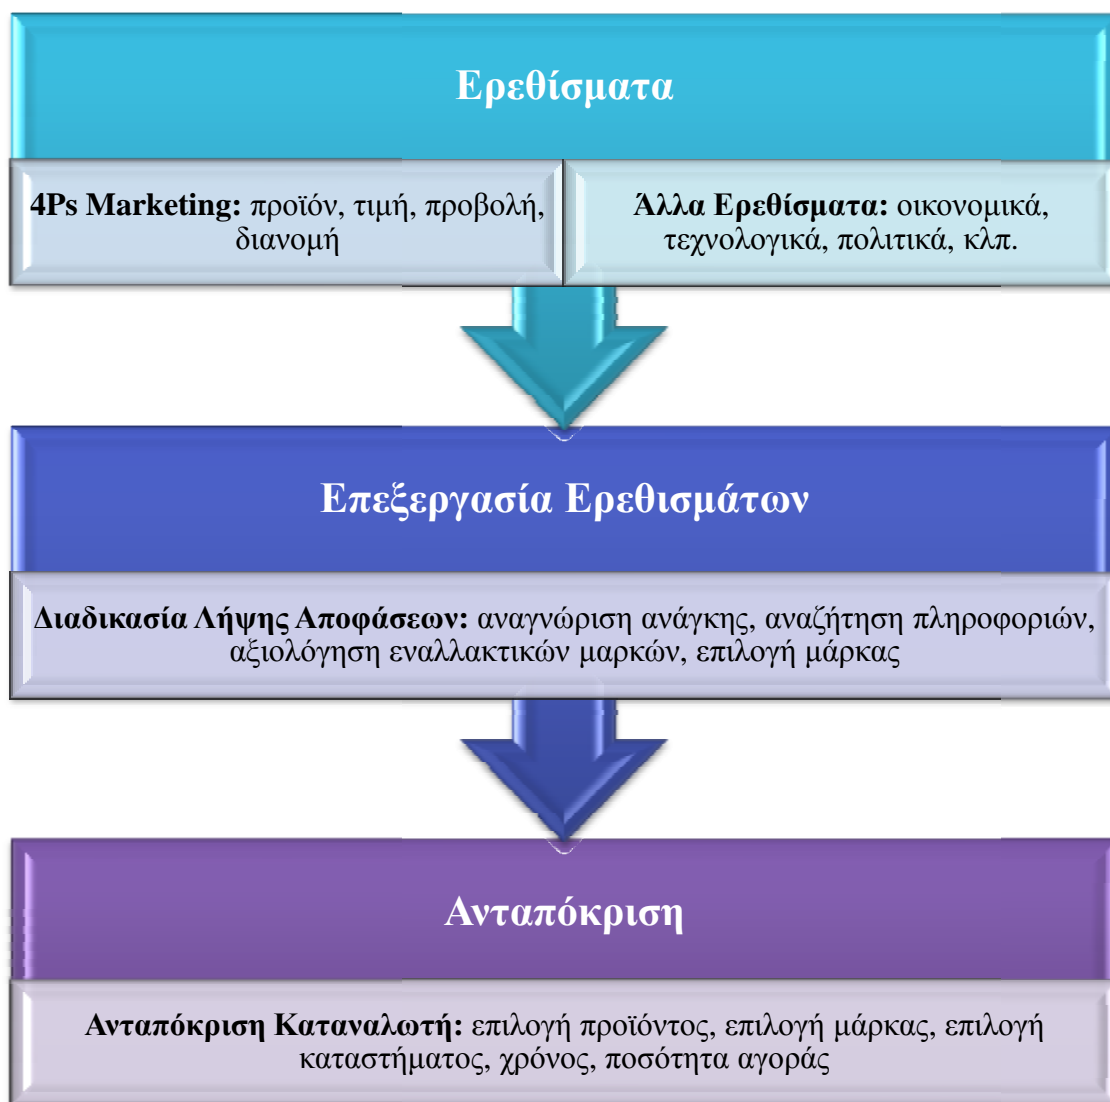 Ερεθίσματα
4Ps Marketing: προϊόν, τιμή, προβολή,
διανομή
Άλλα Ερεθίσματα: οικονομικά,
τεχνολογικά, πολιτικά, κλπ.
Επεξεργασία Ερεθισμάτων
Διαδικασία Λήψης Αποφάσεων: αναγνώριση ανάγκης, αναζήτηση πληροφοριών,
αξιολόγηση εναλλακτικών μαρκών, επιλογή μάρκας
Ανταπόκριση
Ανταπόκριση Καταναλωτή: επιλογή προϊόντος, επιλογή μάρκας, επιλογή
καταστήματος, χρόνος, ποσότητα αγοράς